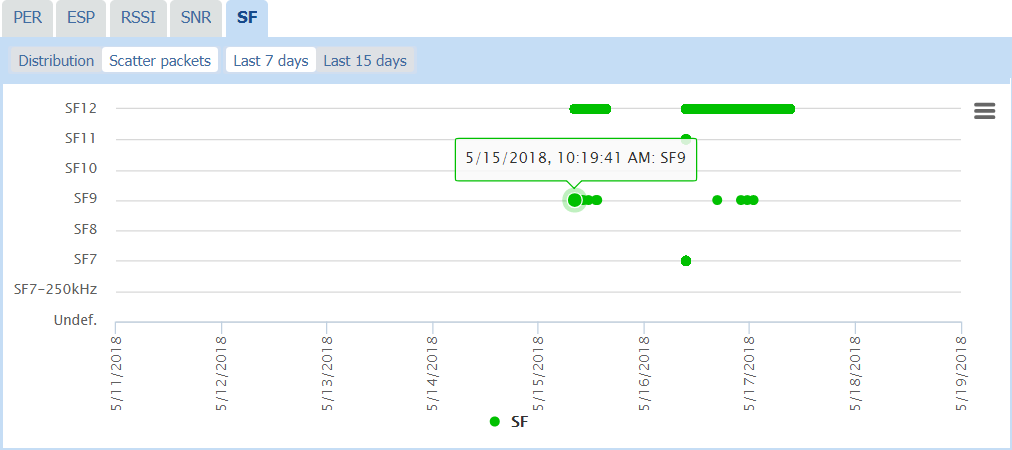 PER ESP RSSI SNR SF
Distribution Scatter packets Last 7 days Last 15 days
SF12
SF11
SF10
5/15/2018, 10:19:41 AM: SF9
SF9
SF8
SF7
SF7-250kHz
Undef.
5/11/2018 5/12/2018 5/13/2018 5/14/2018 5/15/2018 5/16/2018 5/17/2018 5/18/2018 5/19/2018
SF